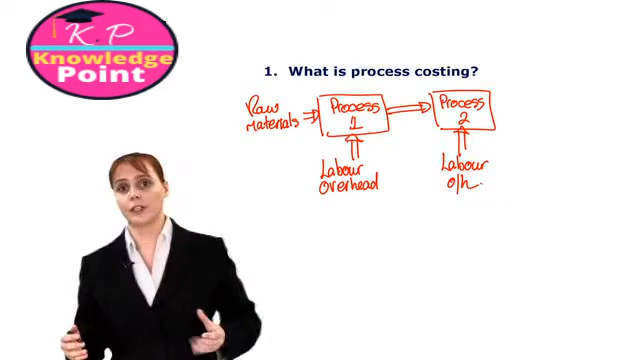 K.P
Knowledge
Point
1. What is process costing?
Raw
materials
Process
1
Process
2
Labour
overhead
Labour
o/h.